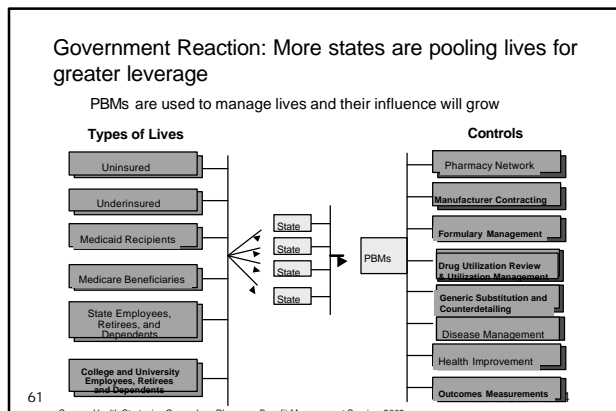 Government Reaction: More states are pooling lives for
greater leverage
PBMs are used to manage lives and their influence will grow
Types of Lives
Controls
Uninsured
Underinsured
Medicaid Recipients
Medicare Beneficiaries
State Employees,
Retirees, and
Dependents
College and University
Employees, Retirees
and Dependents
State
State
State
State
PBMs
Pharmacy Network
Manufacturer Contracting
Formulary Management
Drug Utilization Review
& Utilization Management
Generic Substitution and
Counterdetailing
Disease Management
Health Improvement
Outcomes Measurements
61